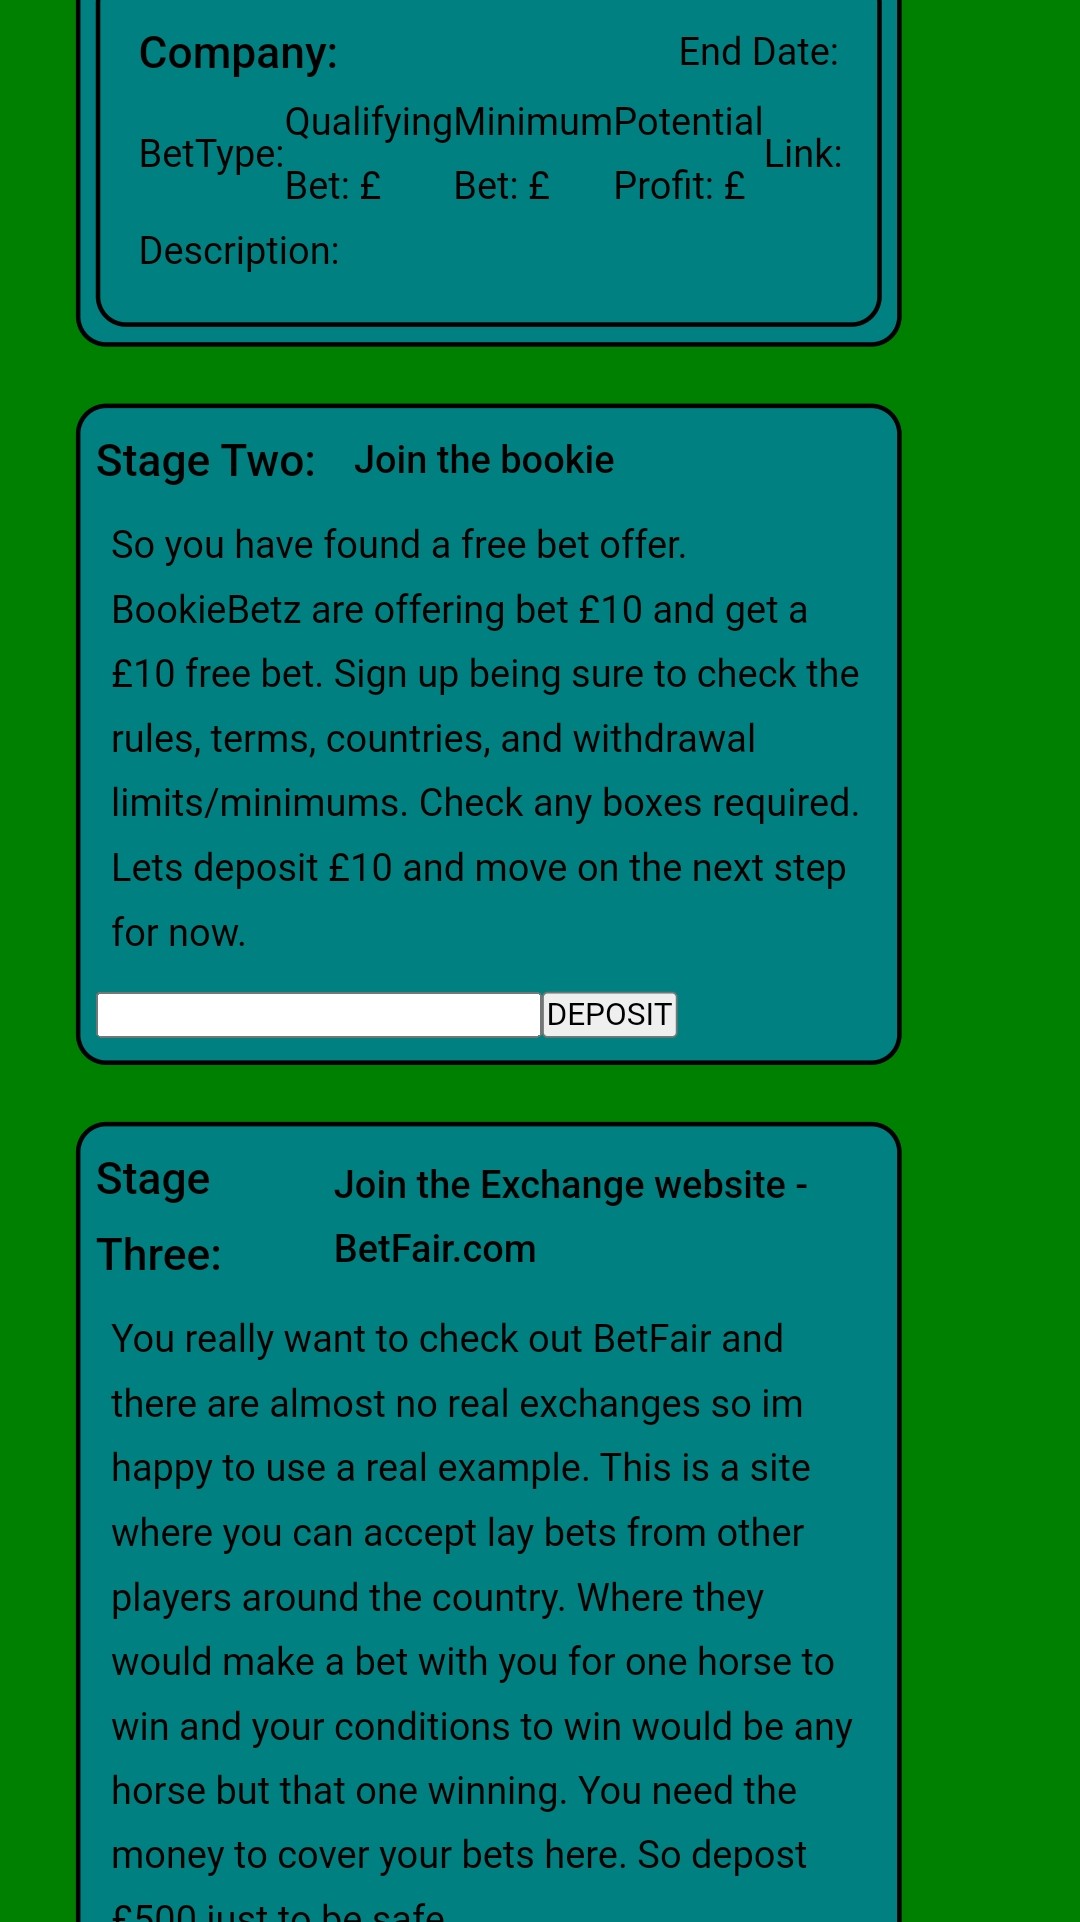 Company: End Date:
BetType: Qualifying Bet: £ Minimum Bet: £ Potential Profit: £ Link:
Description:
Stage Two: Join the bookie
So you have found a free bet offer.
BookieBetz are offering bet £10 and get a
£10 free bet. Sign up being sure to check the
rules, terms, countries, and withdrawal
limits/minimums. Check any boxes required.
Lets deposit £10 and move on the next step
for now.
DEPOSIT
Stage Three: Join the Exchange website -
BetFair.com
You really want to check out BetFair and
there are almost no real exchanges so im
happy to use a real example. This is a site
where you can accept lay bets from other
players around the country. Where they
would make a bet with you for one horse to
win and your conditions to win would be any
horse but that one winning. You need the
money to cover your bets here. So depost
£500 just to be safe